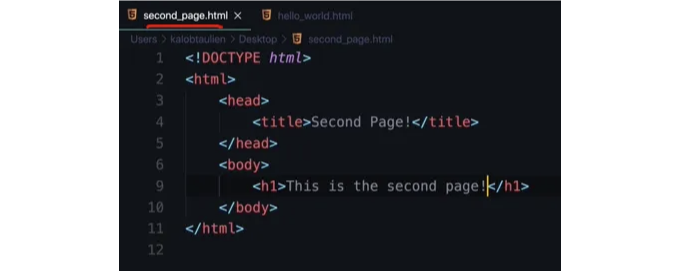 second_page.html × hello_world.html
Users > kalobtaulien > Desktop > second_page.html
1 <!DOCTYPE html>
2 <html>
3 <head>
4 <title>Second Page!</title>
5 </head>
6 <body>
9 <h1>This is the second page!</h1>
10 </body>
11 </html>
12